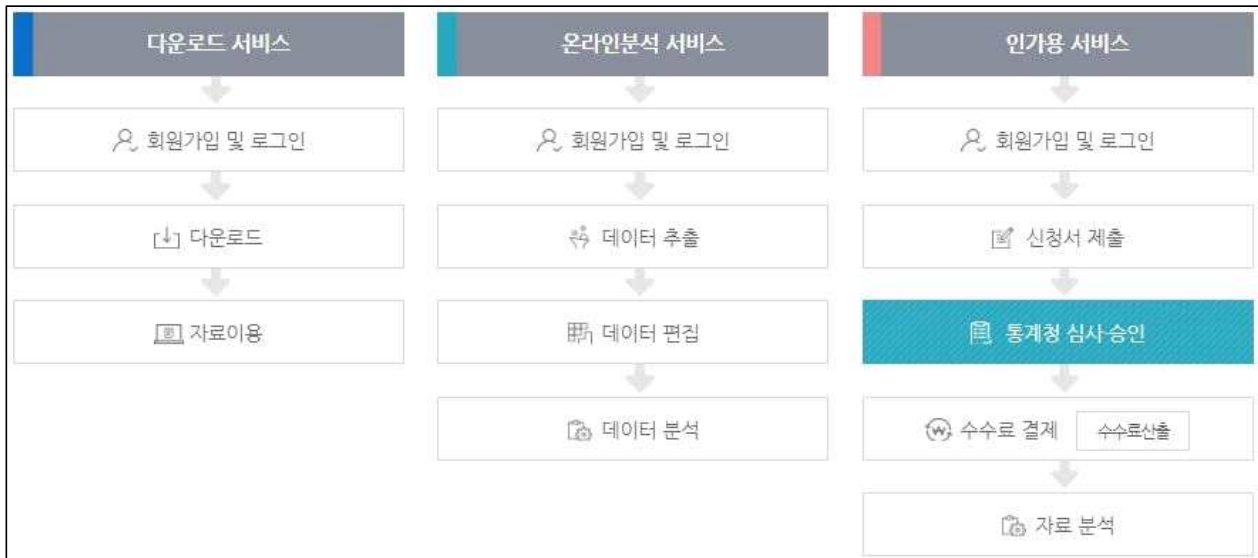 다운로드 서비스
회원가입 및 로그인
다운로드
자료이용
온라인분석 서비스
회원가입 및 로그인
데이터 추출
데이터 편집
데이터 분석
인가용 서비스
회원가입 및 로그인
신청서 제출
통계청 심사·승인
수수료 결제 수수료산출
자료 분석